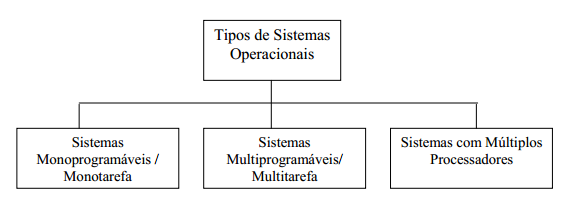 Tipos de Sistemas
Operacionais
Sistemas
Monoprogramáveis /
Monotarefa
Sistemas
Multiprogramáveis/
Multitarefa
Sistemas com Múltiplos
Processadores